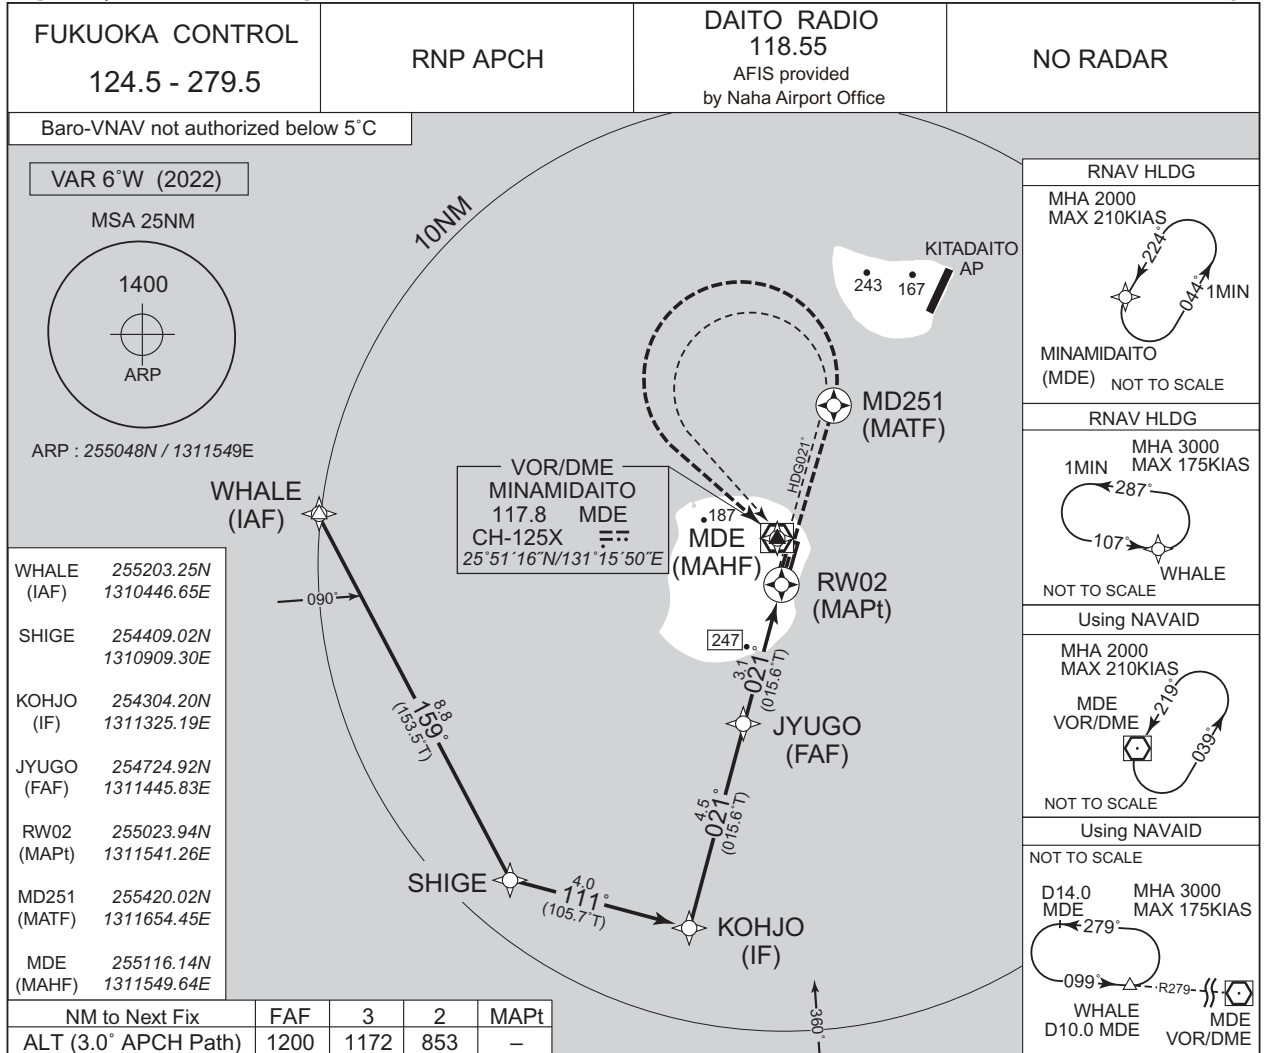 FUKUOKA CONTROL
124.5 - 279.5
RNP APCH
DAITO RADIO
118.55
AFIS provided
by Naha Airport Office
NO RADAR
Baro-VNAV not authorized below 5˚C
VAR 6˚W (2022)
MSA 25NM
1400
ARP
ARP : 255048N / 1311549E
10NM
KITADAITO
AP
243
167
MD251
(MATF)
HDG021˚
WHALE
(IAF)
VOR/DME
MINAMIDAITO
117.8 MDE
CH-125X
25˚51´16˝N/131˚15´50˝E
187
MDE
(MAHF)
RW02
(MAPt)
247
090˚
8.8
159˚
(153.5˚T)
3.1
021˚
(015.6˚T)
JYUGO
(FAF)
4.5
021˚
(015.6˚T)
SHIGE
4.0
111˚
(105.7˚T)
KOHJO
(IF)
360˚
WHALE 255203.25N
(IAF) 1310446.65E
SHIGE 254409.02N
1310909.30E
KOHJO 254304.20N
(IF) 1311325.19E
JYUGO 254724.92N
(FAF) 1311445.83E
RW02 255023.94N
(MAPt) 1311541.26E
MD251 255420.02N
(MATF) 1311654.45E
MDE 255116.14N
(MAHF) 1311549.64E
NM to Next Fix FAF 3 2 MAPt
ALT (3.0˚ APCH Path) 1200 1172 853 –
RNAV HLDG
MHA 2000
MAX 210KIAS
224˚
044˚
1MIN
MINAMIDAITO
(MDE) NOT TO SCALE
RNAV HLDG
MHA 3000
MAX 175KIAS
1MIN
287˚
107˚
WHALE
NOT TO SCALE
Using NAVAID
MHA 2000
MAX 210KIAS
MDE
VOR/DME
219˚
039˚
NOT TO SCALE
Using NAVAID
NOT TO SCALE
D14.0
MDE
MHA 3000
MAX 175KIAS
279˚
099˚
R279
WHALE
D10.0 MDE
MDE
VOR/DME